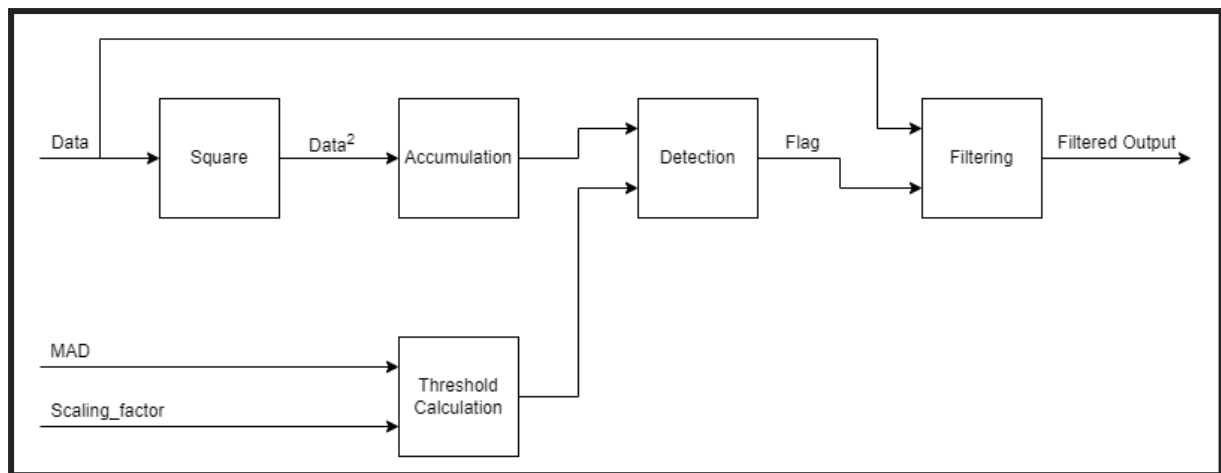 Data
Square
Data²
Accumulation
Detection
Flag
Filtering
Filtered Output
MAD
Scaling_factor
Threshold
Calculation